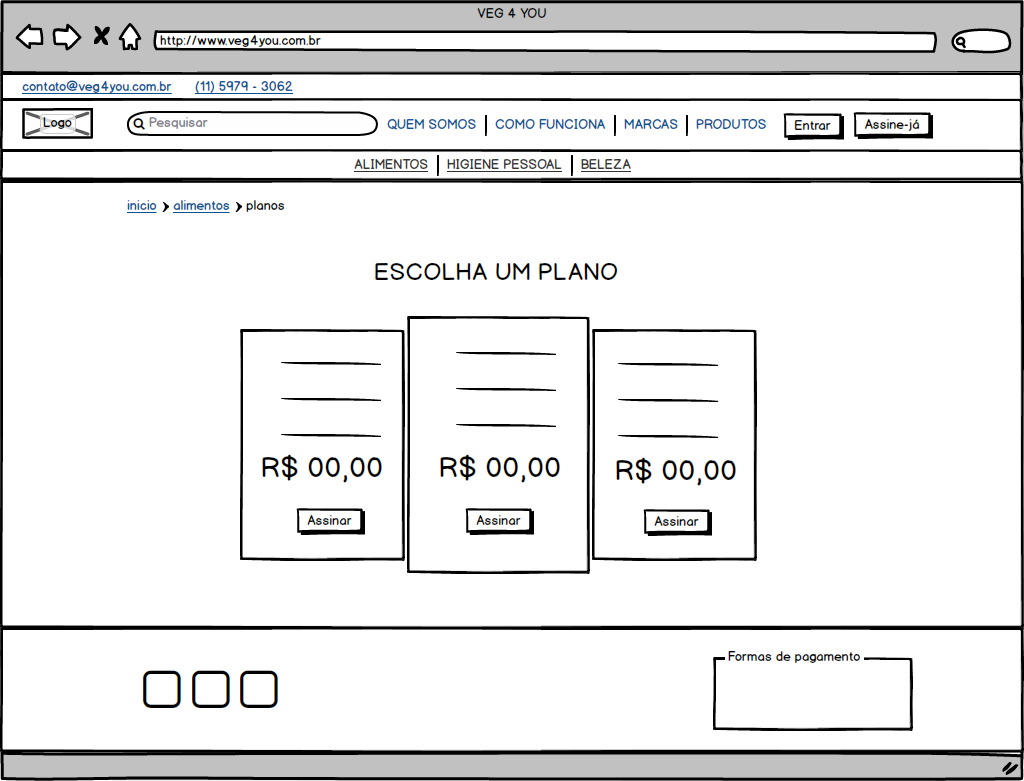 VEG 4 YOU
http://www.veg4you.com.br
contato@veg4you.com.br (11) 5979 - 3062
Logo Pesquisar QUEM SOMOS COMO FUNCIONA MARCAS PRODUTOS Entrar Assine-já
ALIMENTOS HIGIENE PESSOAL BELEZA
inicio alimentos planos
ESCOLHA UM PLANO
R$ 00,00 R$ 00,00 R$ 00,00
Assinar Assinar Assinar
Formas de pagamento